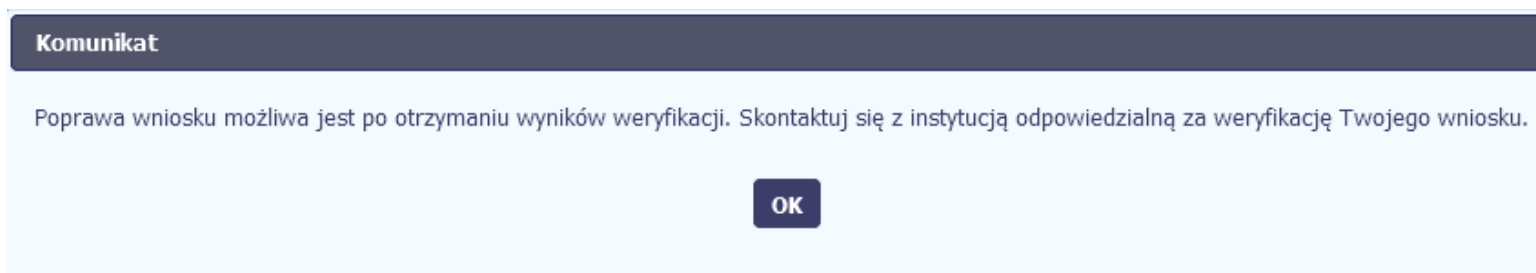 Komunikat
Poprawa wniosku możliwa jest po otrzymaniu wyników weryfikacji. Skontaktuj się z instytucją odpowiedzialną za weryfikację Twojego wniosku.
OK